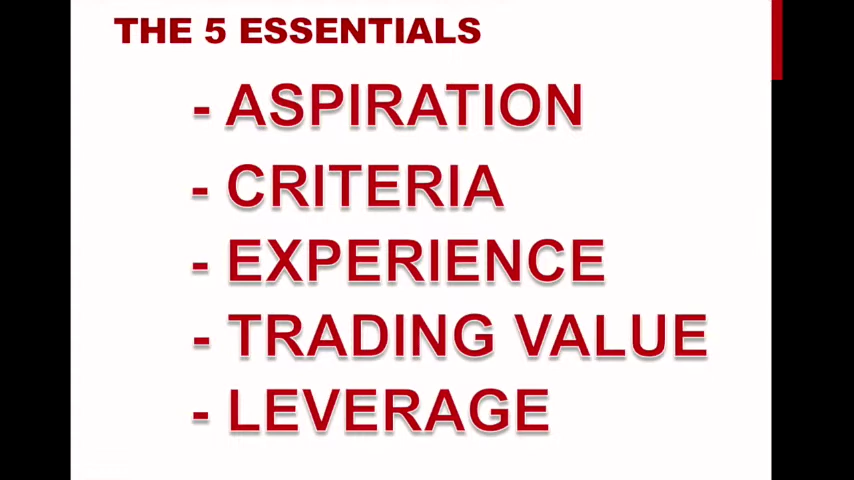 THE 5 ESSENTIALS
- ASPIRATION
- CRITERIA
- EXPERIENCE
- TRADING VALUE
- LEVERAGE